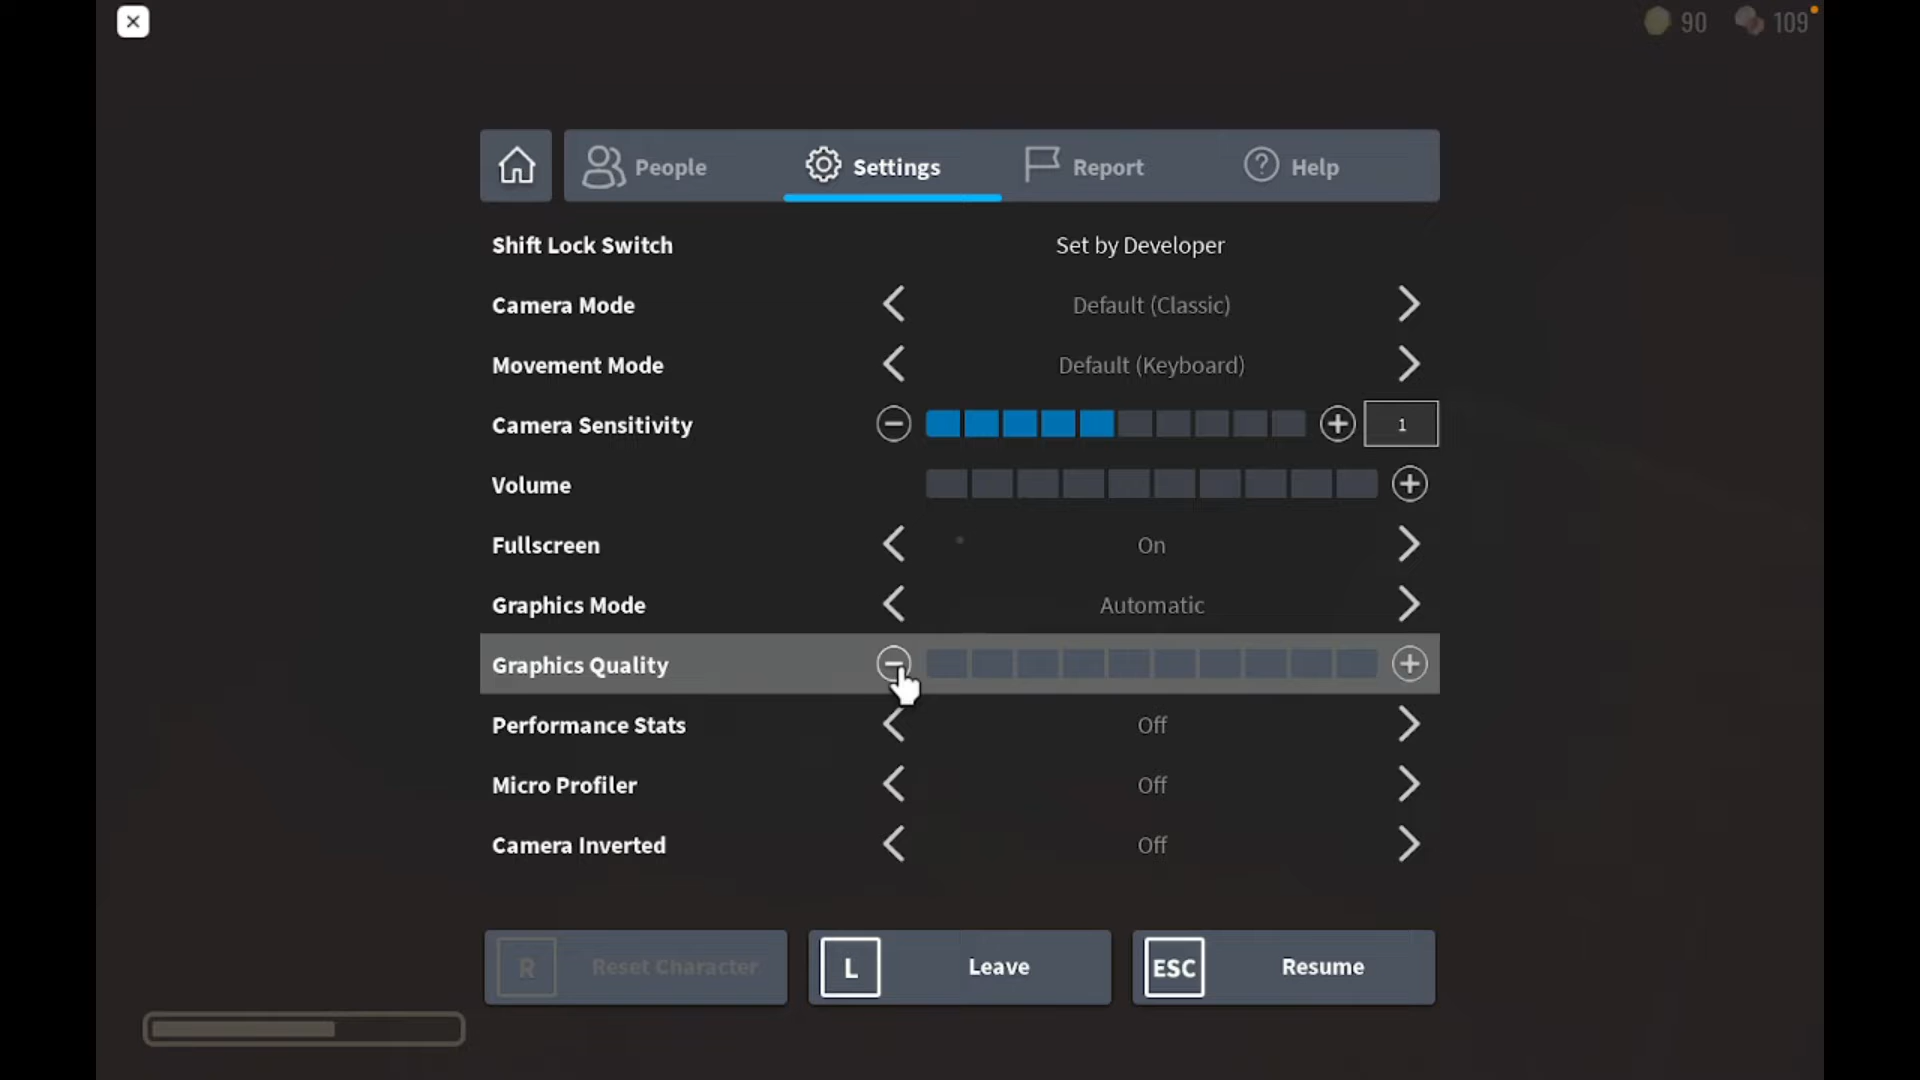 90 109
People Settings Report Help
Shift Lock Switch Set by Developer
Camera Mode Default (Classic)
Movement Mode Default (Keyboard)
Camera Sensitivity 1
Volume
Fullscreen On
Graphics Mode Automatic
Graphics Quality
Performance Stats Off
Micro Profiler Off
Camera Inverted Off
R Reset Character L Leave ESC Resume